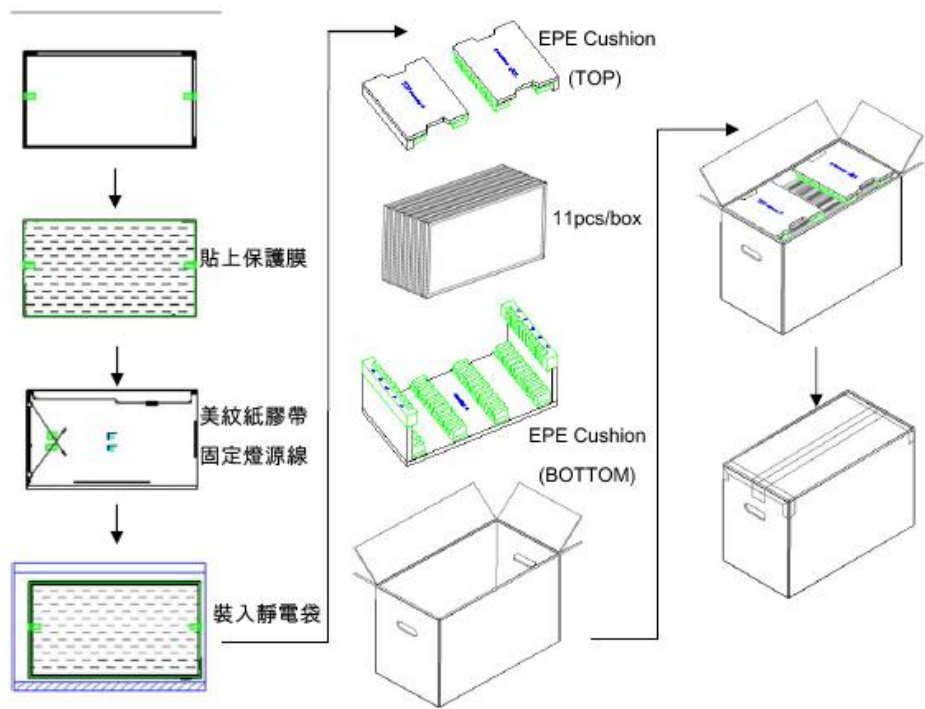 貼上保護膜
美紋紙膠帶
固定燈源線
裝入靜電袋
EPE Cushion
(TOP)
11pcs/box
EPE Cushion
(BOTTOM)